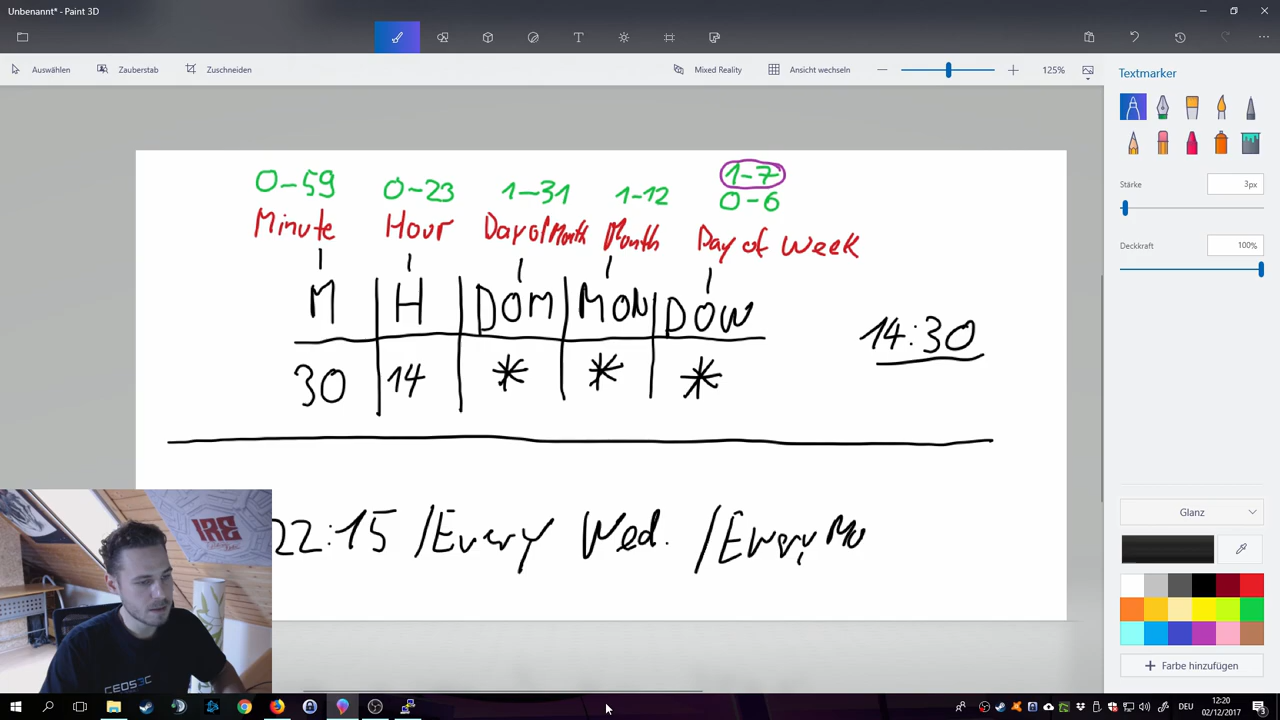 Unbenannt* - Paint 3D
Auswählen Zauberstab Zuschneiden Mixed Reality Ansicht wechseln 125%
Textmarker
Stärke 3px
Deckkraft 100%
Glanz
Farbe hinzufügen
0-59 0-23 1-31 1-12 1-7
0-6
Minute Hour Day of Month Month Day of Week
M H DOM MON DOW
30 14 * * *
14:30
22:15 /Every Wed. /Every Mo
IRE
GEOS3C
DEU
12:20
02/12/2017